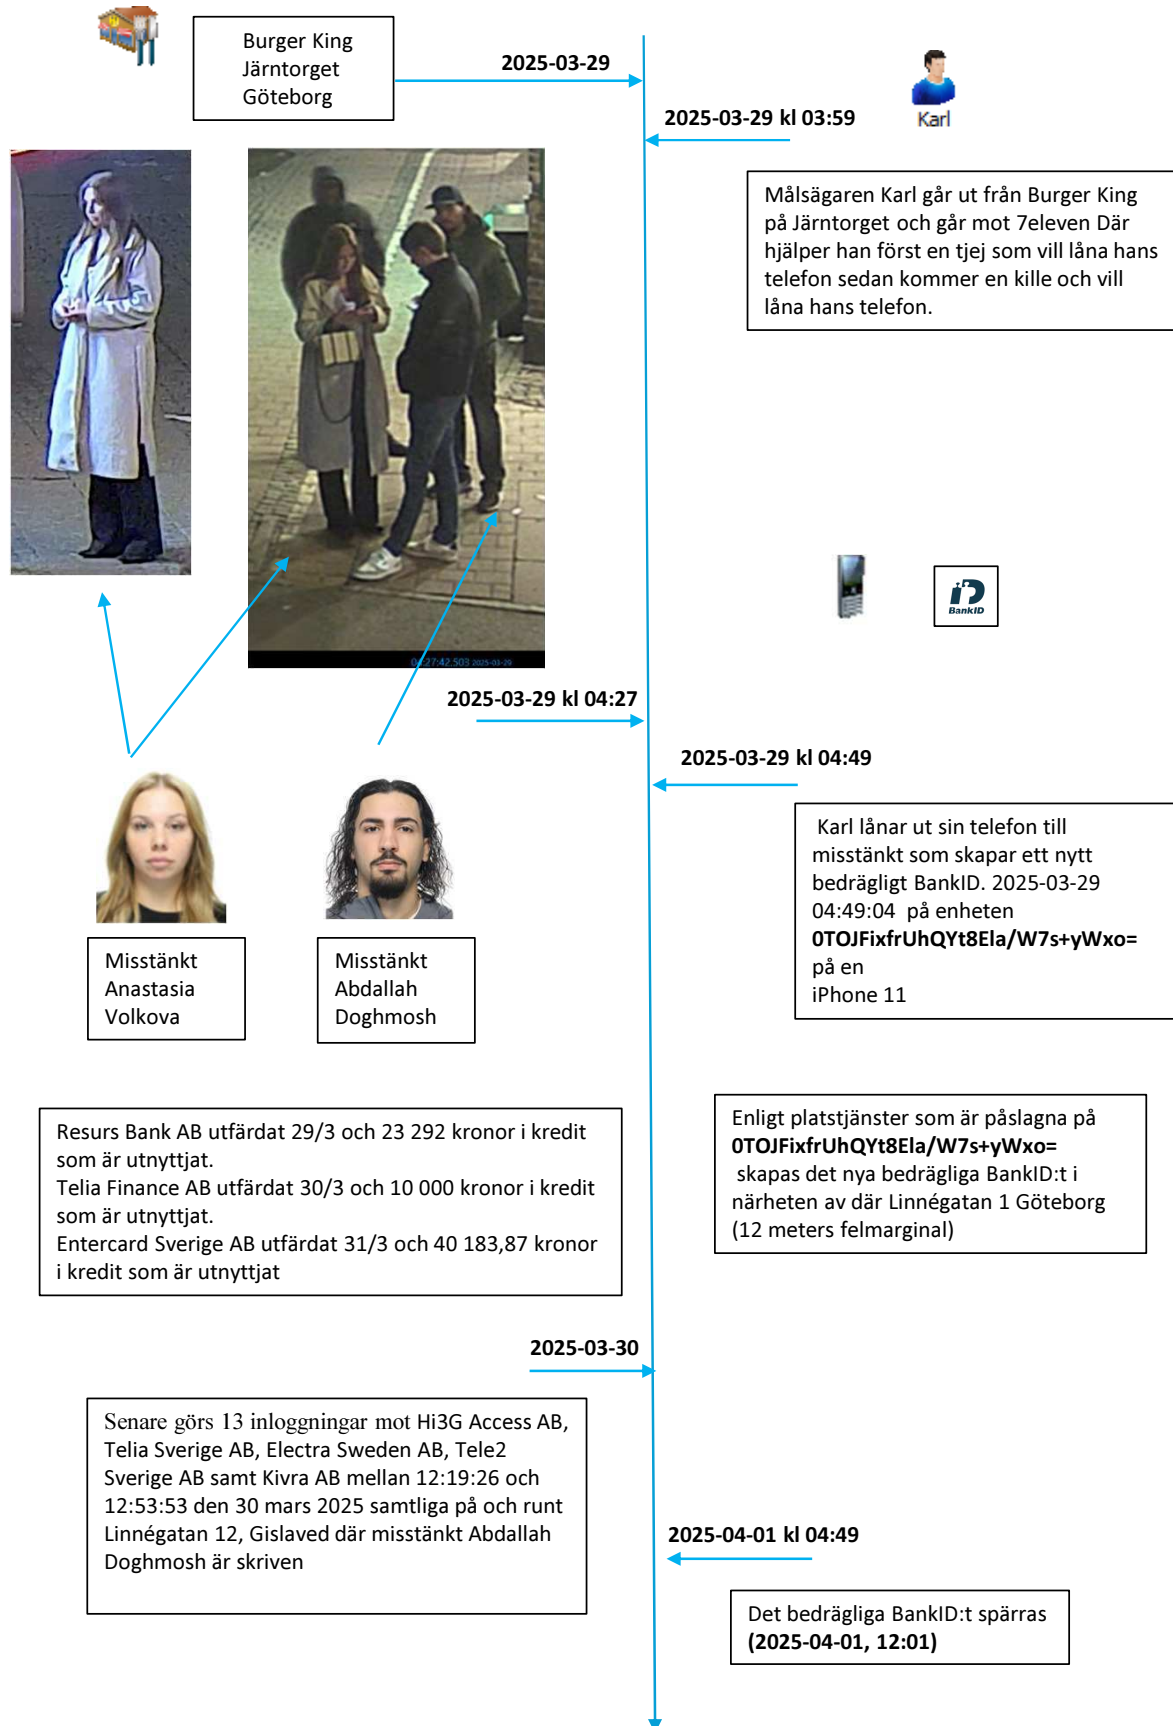 Burger King
Järntorget
Göteborg
2025-03-29
Karl
2025-03-29 kl 03:59
Målsägaren Karl går ut från Burger King
på Järntorget och går mot 7eleven Där
hjälper han först en tjej som vill låna hans
telefon sedan kommer en kille och vill
låna hans telefon.
BankID
04:27:42.503 2025-03-29
2025-03-29 kl 04:27
2025-03-29 kl 04:49
Karl lånar ut sin telefon till
misstänkt som skapar ett nytt
bedrägligt BankID. 2025-03-29
04:49:04 på enheten
0TOJFixfrUhQYt8Ela/W7s+yWxo=
på en
iPhone 11
Misstänkt
Anastasia
Volkova
Misstänkt
Abdallah
Doghmosh
Resurs Bank AB utfärdat 29/3 och 23 292 kronor i kredit
som är utnyttjat.
Telia Finance AB utfärdat 30/3 och 10 000 kronor i kredit
som är utnyttjat.
Entercard Sverige AB utfärdat 31/3 och 40 183,87 kronor
i kredit som är utnyttjat
Enligt platstjänster som är påslagna på
0TOJFixfrUhQYt8Ela/W7s+yWxo=
skapas det nya bedrägliga BankID:t i
närheten av där Linnégatan 1 Göteborg
(12 meters felmarginal)
2025-03-30
Senare görs 13 inloggningar mot Hi3G Access AB,
Telia Sverige AB, Electra Sweden AB, Tele2
Sverige AB samt Kivra AB mellan 12:19:26 och
12:53:53 den 30 mars 2025 samtliga på och runt
Linnégatan 12, Gislaved där misstänkt Abdallah
Doghmosh är skriven
2025-04-01 kl 04:49
Det bedrägliga BankID:t spärras
(2025-04-01, 12:01)